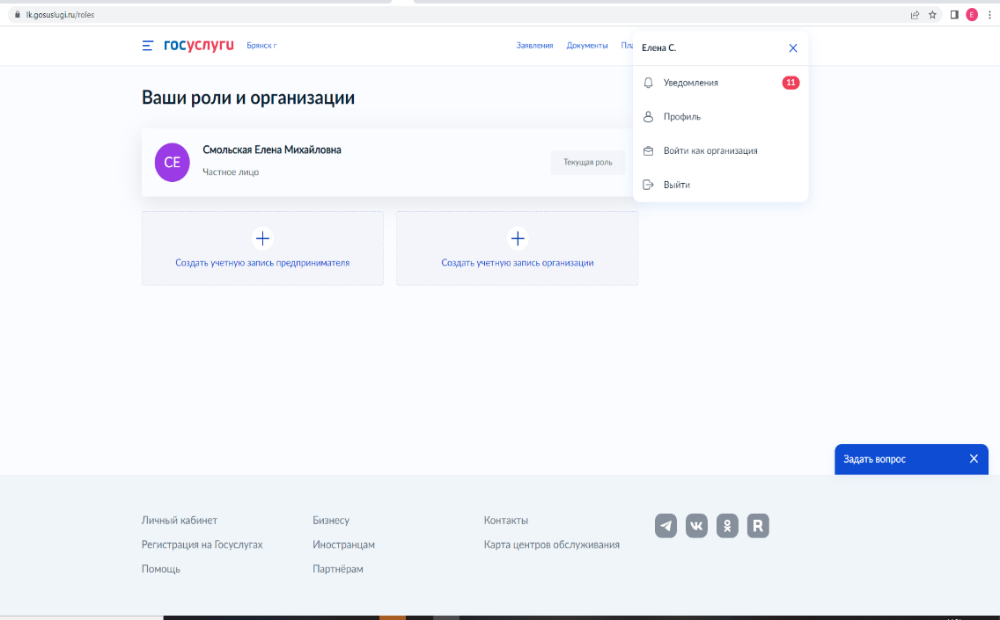 lk.gosuslugi.ru/roles
E
госуслуги
Брянск г
Заявления Документы Пла
Елена С.
Уведомления 11
Профиль
Войти как организация
Выйти
Ваши роли и организации
СЕ
Смольская Елена Михайловна
Частное лицо
Текущая роль
Создать учетную запись предпринимателя
Создать учетную запись организации
Задать вопрос
Личный кабинет
Регистрация на Госуслугах
Помощь
Бизнесу
Иностранцам
Партнёрам
Контакты
Карта центров обслуживания
R